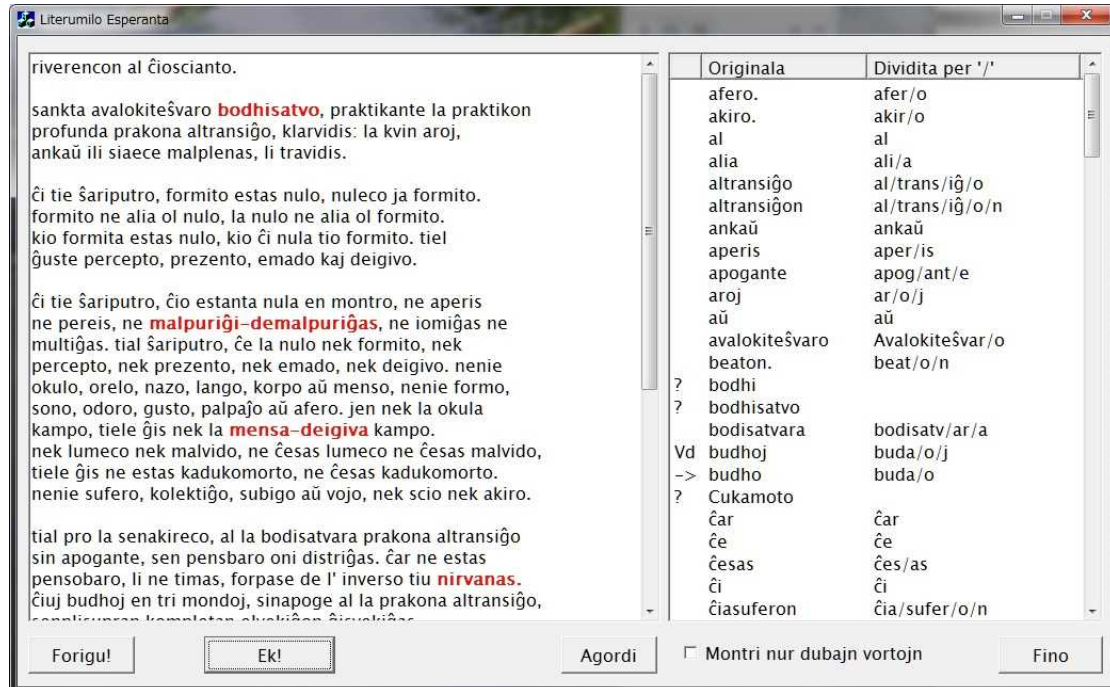 Literumilo Esperanta
riverencon al ĉioscianto.
sankta avalokiteŝvaro bodhisatvo, praktikante la praktikon
profunda prakona altransiĝo, klarvidis: la kvin aroj,
ankaŭ ili siaece malplenas, li travidis.
ĉi tie ŝariputro, formito estas nulo, nuleco ja formito.
formito ne alia ol nulo, la nulo ne alia ol formito.
kio formita estas nulo, kio ĉi nula tio formito. tiel
ĝuste percepto, prezento, emado kaj deigivo.
ĉi tie ŝariputro, ĉio estanta nula en montro, ne aperis
ne pereis, ne malpuriĝi-demalpuriĝas, ne iomiĝas ne
multiĝas. tial ŝariputro, ĉe la nulo nek formito, nek
percepto, nek prezento, nek emado, nek deigivo. nenie
okulo, orelo, nazo, lango, korpo aŭ menso, nenie formo,
sono, odoro, gusto, palpaĵo aŭ afero. jen nek la okula
kampo, tiele ĝis nek la mensa-deigiva kampo.
nek lumeco nek malvido, ne ĉesas lumeco ne ĉesas malvido,
tiele ĝis ne estas kadukomorto, ne ĉesas kadukomorto.
nenie sufero, kolektiĝo, subigo aŭ vojo, nek scio nek akiro.
tial pro la senakireco, al la bodisatvara prakona altransiĝo
sin apogante, sen pensbaro oni distriĝas. ĉar ne estas
pensobaro, li ne timas, forpase de l' inverso tiu nirvanas.
ĉiuj budhoj en tri mondoj, sinapoge al la prakona altransiĝo,
Originala Dividita per '/'
afero. afer/o
akiro. akir/o
al al
alia ali/a
altransiĝo al/trans/iĝ/o
altransiĝon al/trans/iĝ/o/n
ankaŭ ankaŭ
aperis aper/is
apogante apog/ant/e
aroj ar/o/j
aŭ aŭ
avalokiteŝvaro Avalokiteŝvar/o
beaton. beat/o/n
? bodhi
? bodhisatvo
bodisatvara bodisatv/ar/a
Vd budhoj buda/o/j
-> budho buda/o
? Cukamoto
ĉar ĉar
ĉe ĉe
ĉesas ĉes/as
ĉi ĉi
ĉiasuferon ĉia/sufer/o/n
Forigu! Ek! Agordi Montri nur dubajn vortojn Fino